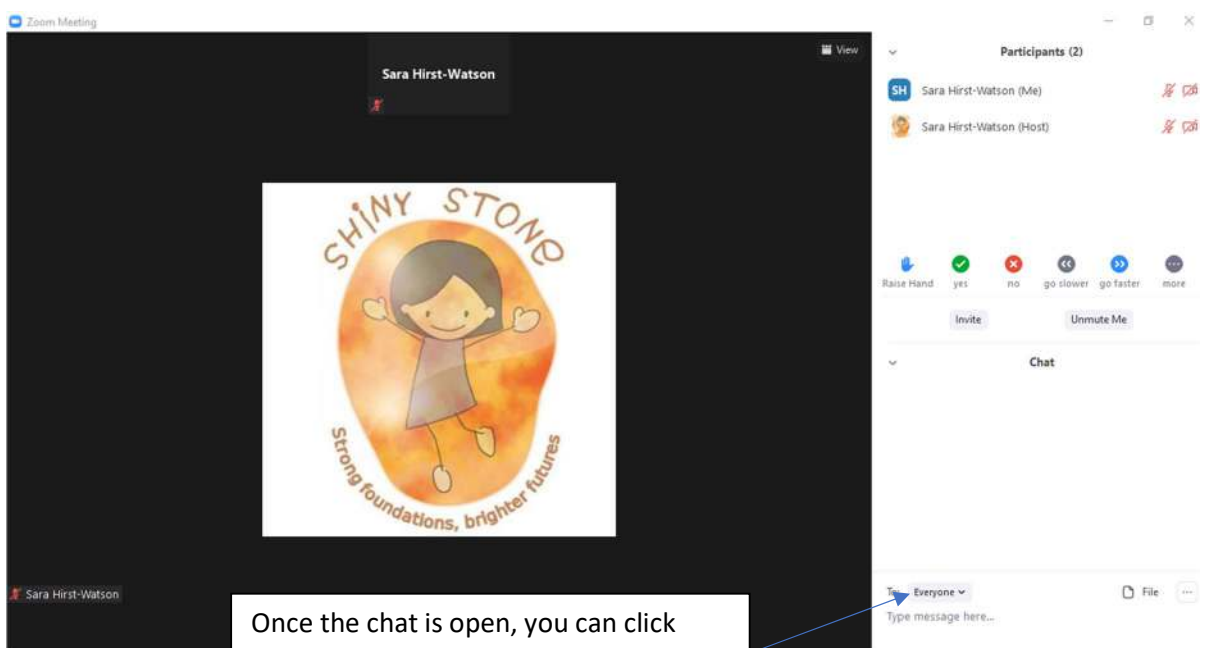 Zoom Meeting
View
Sara Hirst-Watson
SHINY STONE
Strong foundations, brighter futures
Sara Hirst-Watson
Once the chat is open, you can click
Participants (2)
SH Sara Hirst-Watson (Me)
Sara Hirst-Watson (Host)
Raise Hand yes no go slower go faster more
Invite Unmute Me
Chat
To: Everyone File
Type message here...